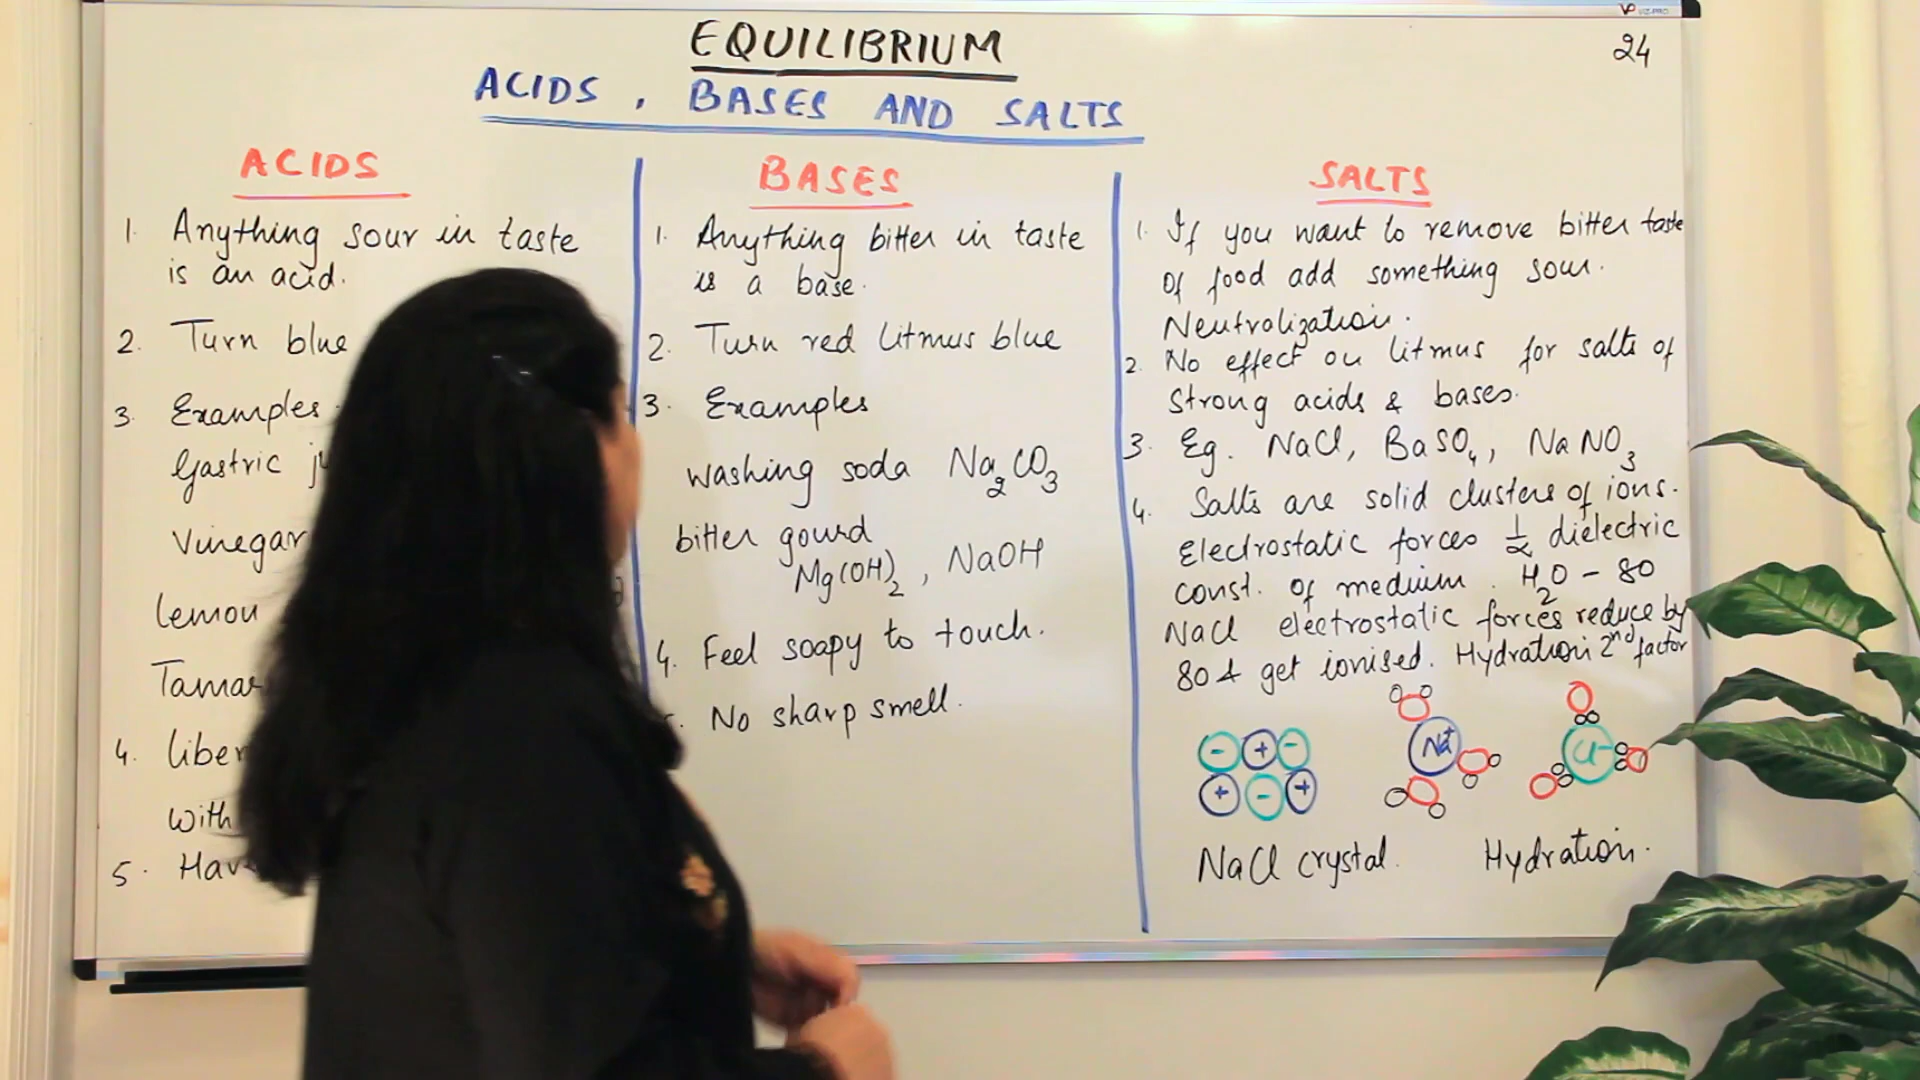 VIZ-PRO
EQUILIBRIUM
24
ACIDS, BASES AND SALTS
ACIDS
1. Anything sour in taste
is an acid.
2. Turn blue
3. Examples
Gastric
Vinegar
lemon
4.
with
5.
BASES
1. Anything bitter in taste
is a base.
2. Turn red litmus blue
3. Examples
washing soda Na2CO3
bitter gourd
Mg(OH)2, NaOH
4. Feel soapy to touch.
No sharp smell.
SALTS
1. If you want to remove bitter taste
of food add something sour.
Neutralization.
2. No effect on litmus for salts of
strong acids & bases.
3. Eg. NaCl, BaSO4, NaNO3
4. Salts are solid clusters of ions.
Electrostatic forces 1/α dielectric
const. of medium. H2O - 80
NaCl electrostatic forces reduce by
80 & get ionised. Hydration 2nd factor
- + -
+ - +
Na+
Cl-
NaCl crystal.
Hydration.